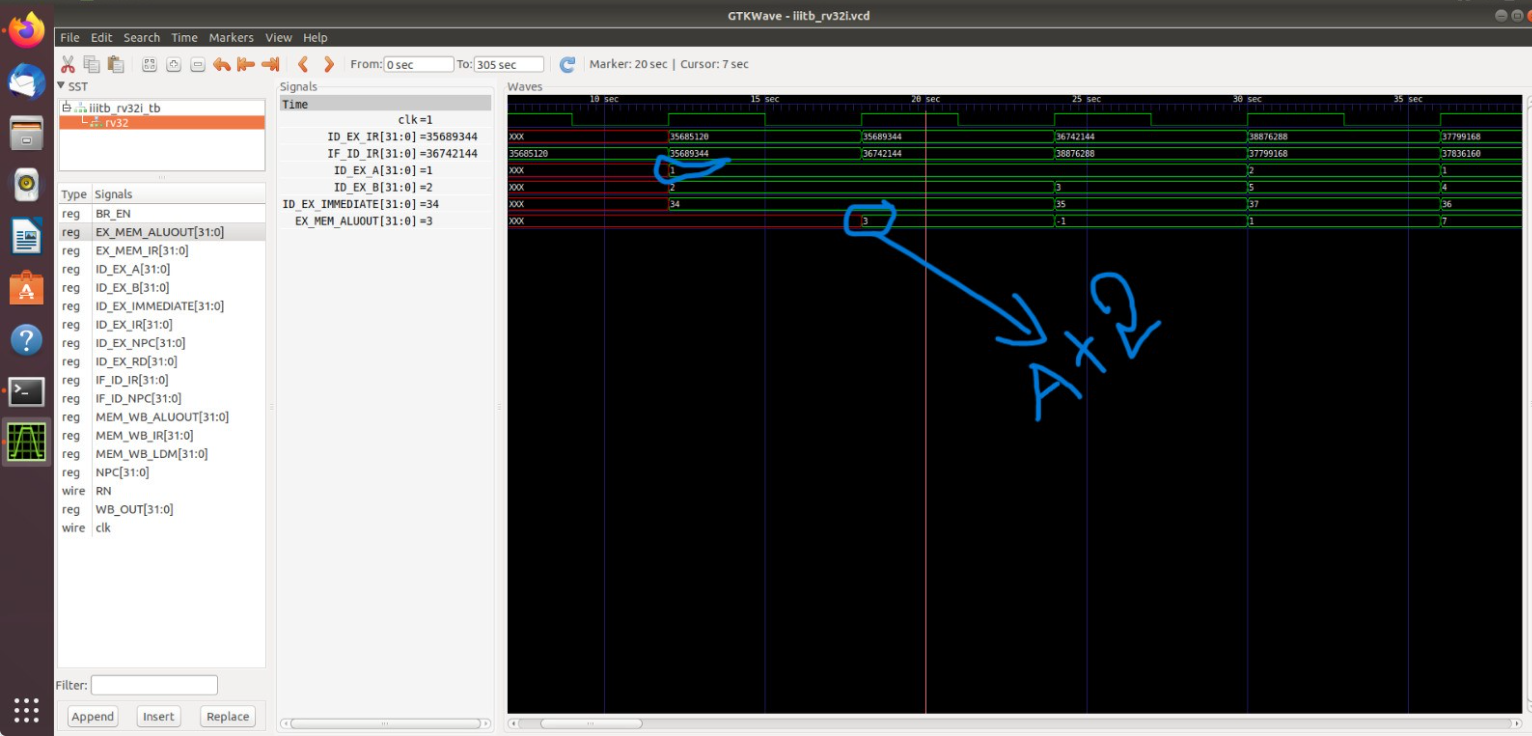 GTKWave - iiitb_rv32i.vcd
File Edit Search Time Markers View Help
From: 0 sec To: 305 sec Marker: 20 sec | Cursor: 7 sec
SST
iiitb_rv32i_tb
rv32
Type Signals
reg BR_EN
reg EX_MEM_ALUOUT[31:0]
reg EX_MEM_IR[31:0]
reg ID_EX_A[31:0]
reg ID_EX_B[31:0]
reg ID_EX_IMMEDIATE[31:0]
reg ID_EX_IR[31:0]
reg ID_EX_NPC[31:0]
reg ID_EX_RD[31:0]
reg IF_ID_IR[31:0]
reg IF_ID_NPC[31:0]
reg MEM_WB_ALUOUT[31:0]
reg MEM_WB_IR[31:0]
reg MEM_WB_LDM[31:0]
reg NPC[31:0]
wire RN
reg WB_OUT[31:0]
wire clk
Filter:
Append Insert Replace
Signals
Time
clk =1
ID_EX_IR[31:0] =35689344
IF_ID_IR[31:0] =36742144
ID_EX_A[31:0] =1
ID_EX_B[31:0] =2
ID_EX_IMMEDIATE[31:0] =34
EX_MEM_ALUOUT[31:0] =3
Waves
10 sec 15 sec 20 sec 25 sec 30 sec 35 sec
XXX 35685120 35689344 36742144 38876288 37799168
35685120 35689344 36742144 38876288 37799168 37836160
XXX 1 2 1
XXX 2 3 5 4
XXX 34 35 37 36
XXX 3 -1 1 7
A+2